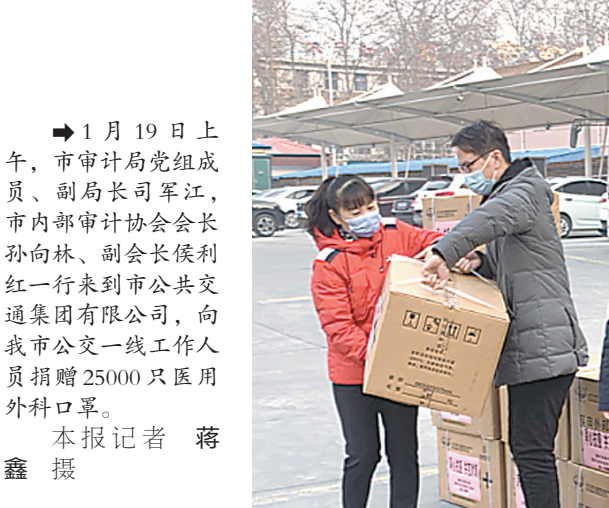 ➡1月19日上
午，市审计局党组成
员、副局长司军江，
市内部审计协会会长
孙向林、副会长侯利
红一行来到市公共交
通集团有限公司，向
我市公交一线工作人
员捐赠25000只医用
外科口罩。
本报记者 蒋
鑫 摄